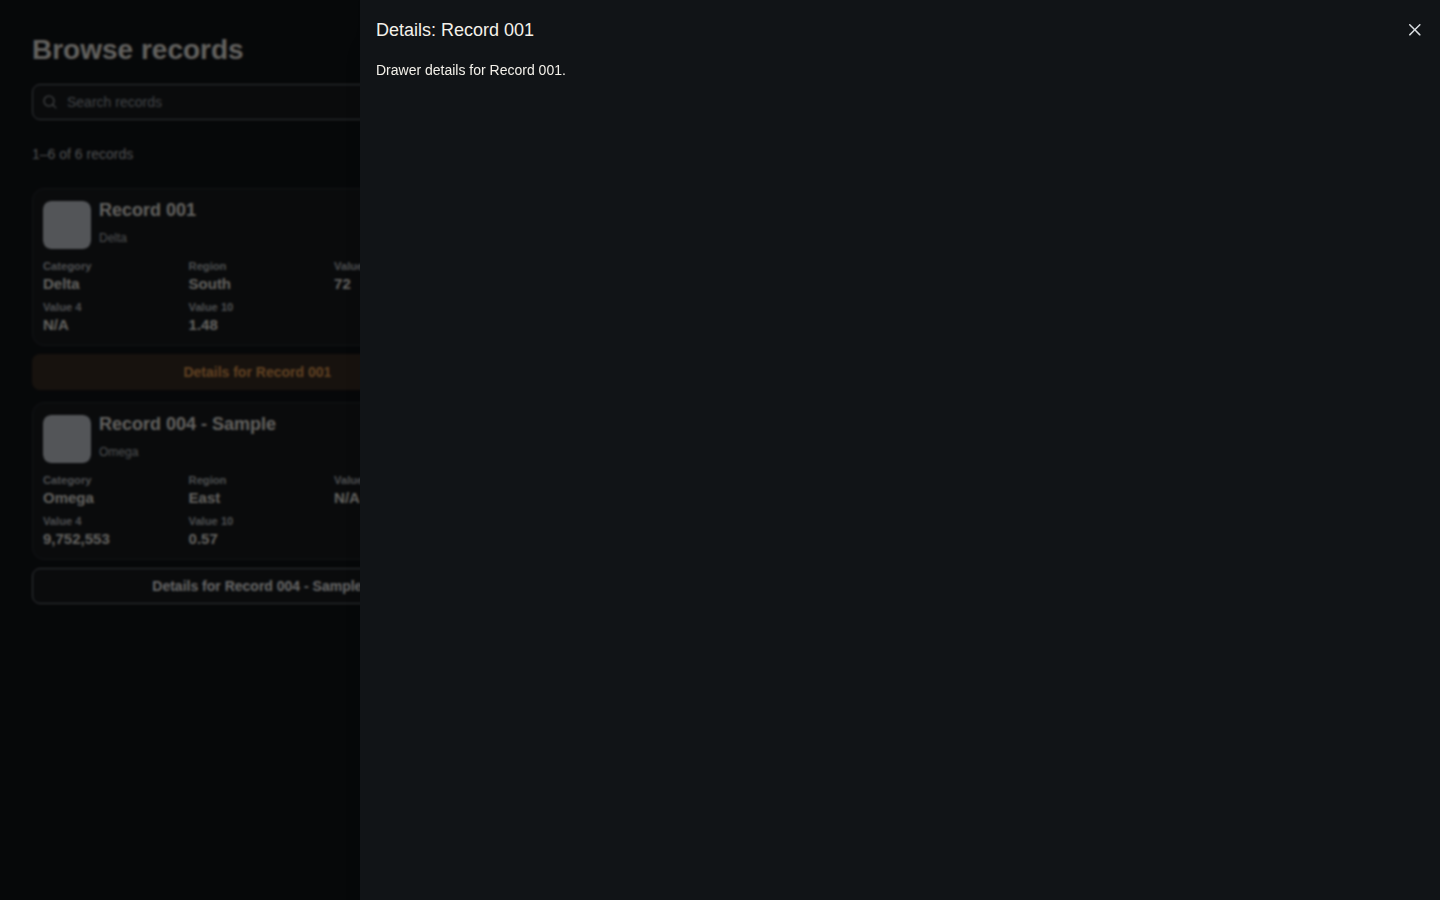 Browse records
Search records
1–6 of 6 records
Record 001
Delta
Category Region
Delta South 72
Value 4 Value 10
N/A 1.48
Details for Record 001
Record 004 - Sample
Omega
Category Region
Omega East N/A
Value 4 Value 10
9,752,553 0.57
Details for Record 004 - Sample
Details: Record 001
Drawer details for Record 001.